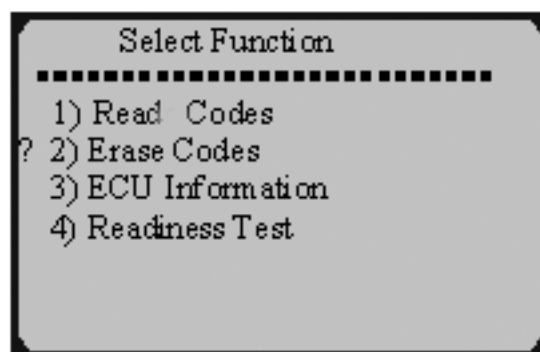 Select Function
1) Read Codes
? 2) Erase Codes
3) ECU Information
4) Readiness Test